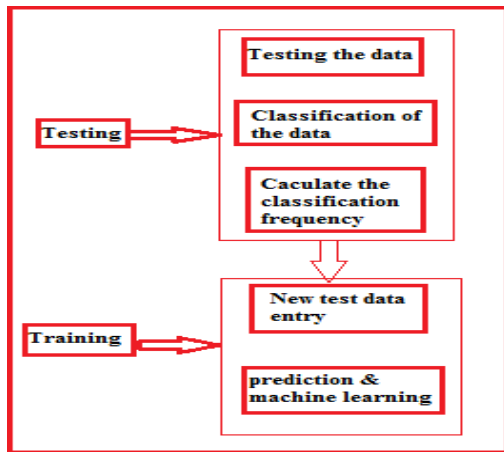 Testing the data
Testing
Classification of
the data
Caculate the
classification
frequency
New test data
entry
Training
prediction &
machine learning